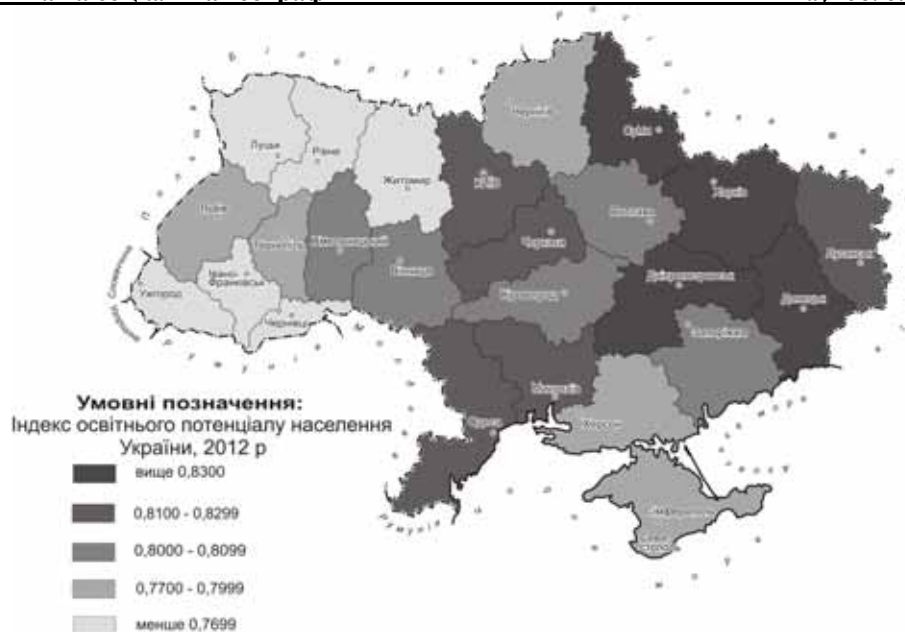 Луцьк
Рівне
Житомир
Чернігів
Суми
Київ
Харків
Львів
Тернопіль
Хмельницький
Вінниця
Черкаси
Полтава
Луганськ
Ужгород
Івано-
Франківськ
Чернівці
Кіровоград
Дніпропетровськ
Донецьк
Запоріжжя
Миколаїв
Одеса
Херсон
Сімферополь
Румунія
Умовні позначення:
Індекс освітнього потенціалу населення
України, 2012 р
вище 0,8300
0,8100 - 0,8299
0,8000 - 0,8099
0,7700 - 0,7999
менше 0,7699